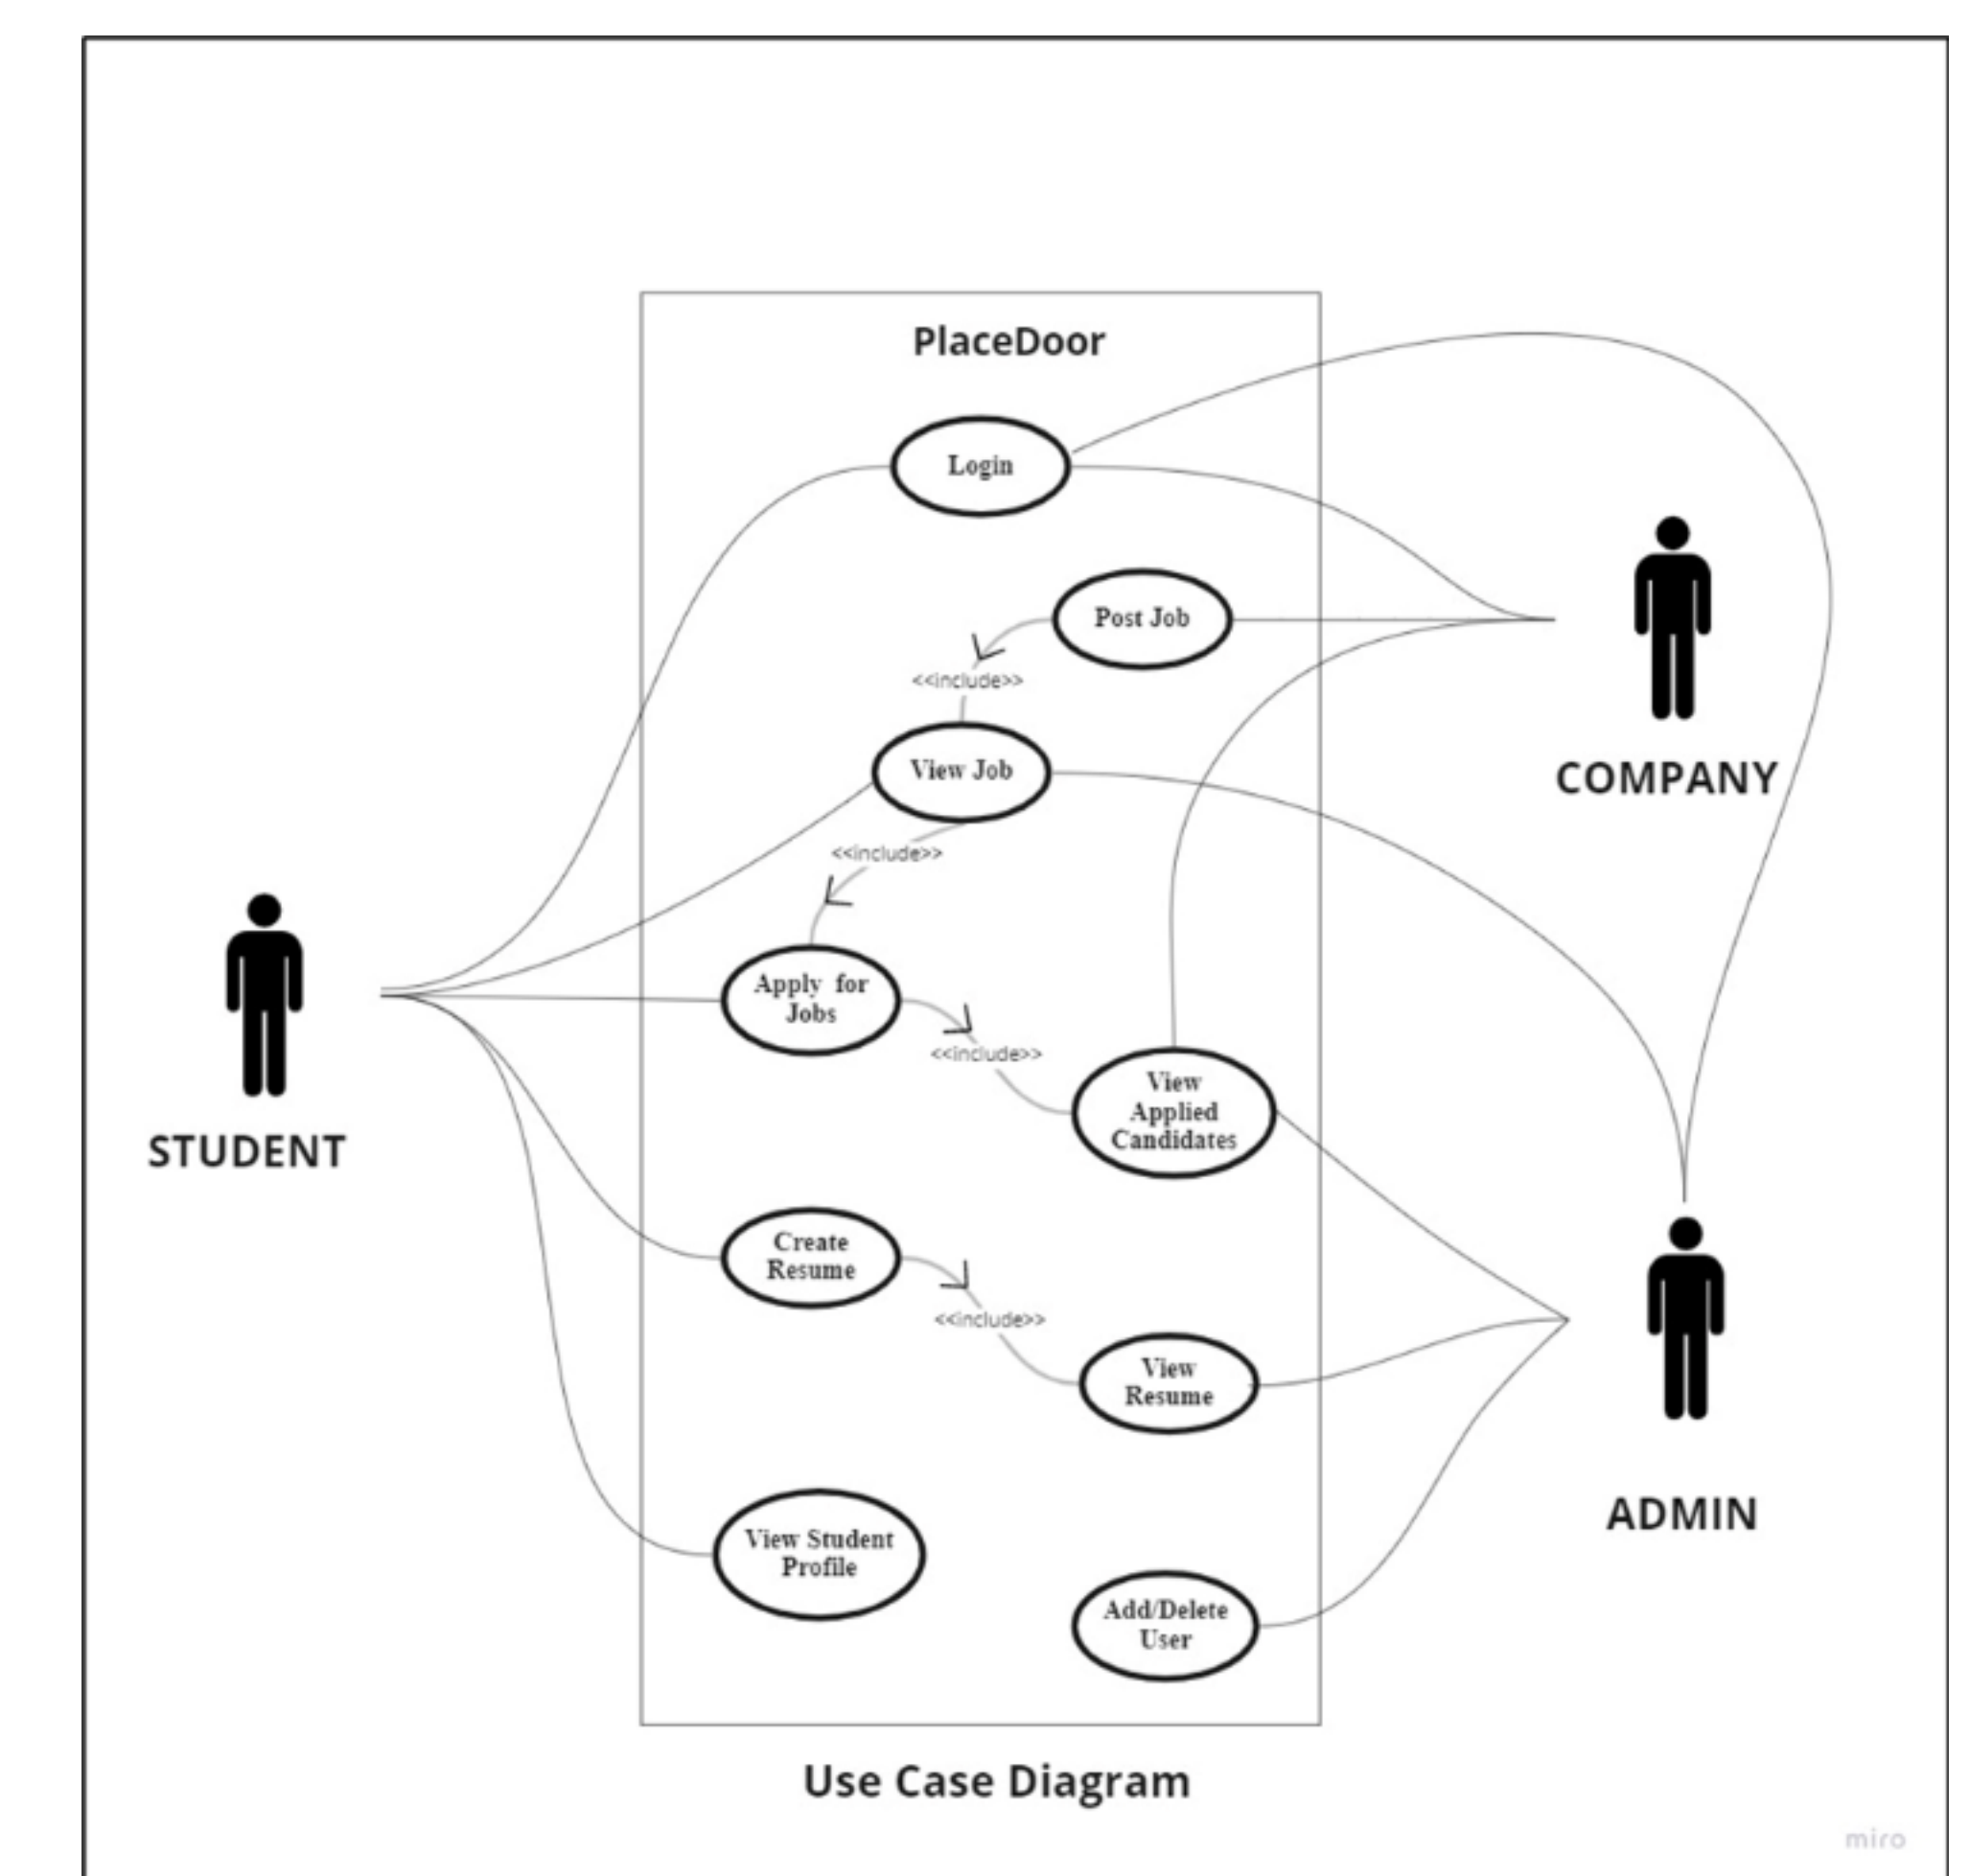 PlaceDoor
Login
Post Job
<<include>>
View Job
COMPANY
<<include>>
Apply for
Jobs
<<include>>
View
Applied
Candidates
STUDENT
Create
Resume
<<include>>
View
Resume
ADMIN
View Student
Profile
Add/Delete
User
Use Case Diagram
miro